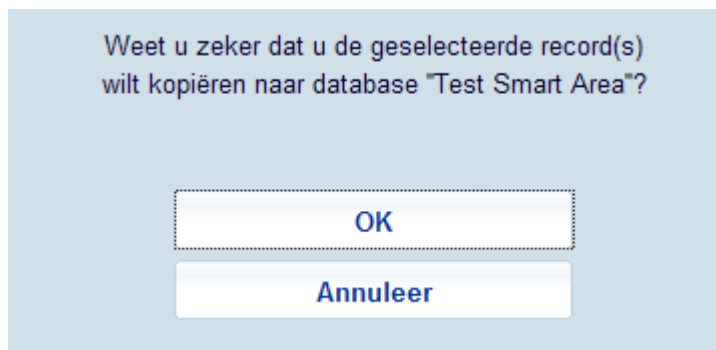 Weet u zeker dat u de geselecteerde record(s)
wilt kopiëren naar database "Test Smart Area"?
OK
Annuleer